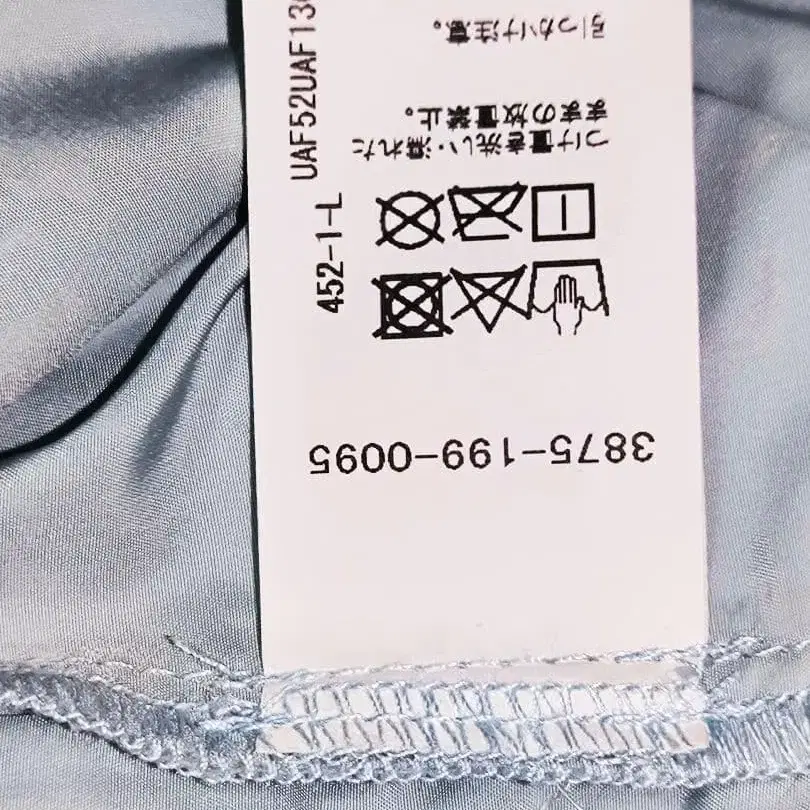 3875-199-0095
つけ置き洗い・濡れた
ままの放置禁止。
引っかけ注意。
452-1-L
UAF52UAF13